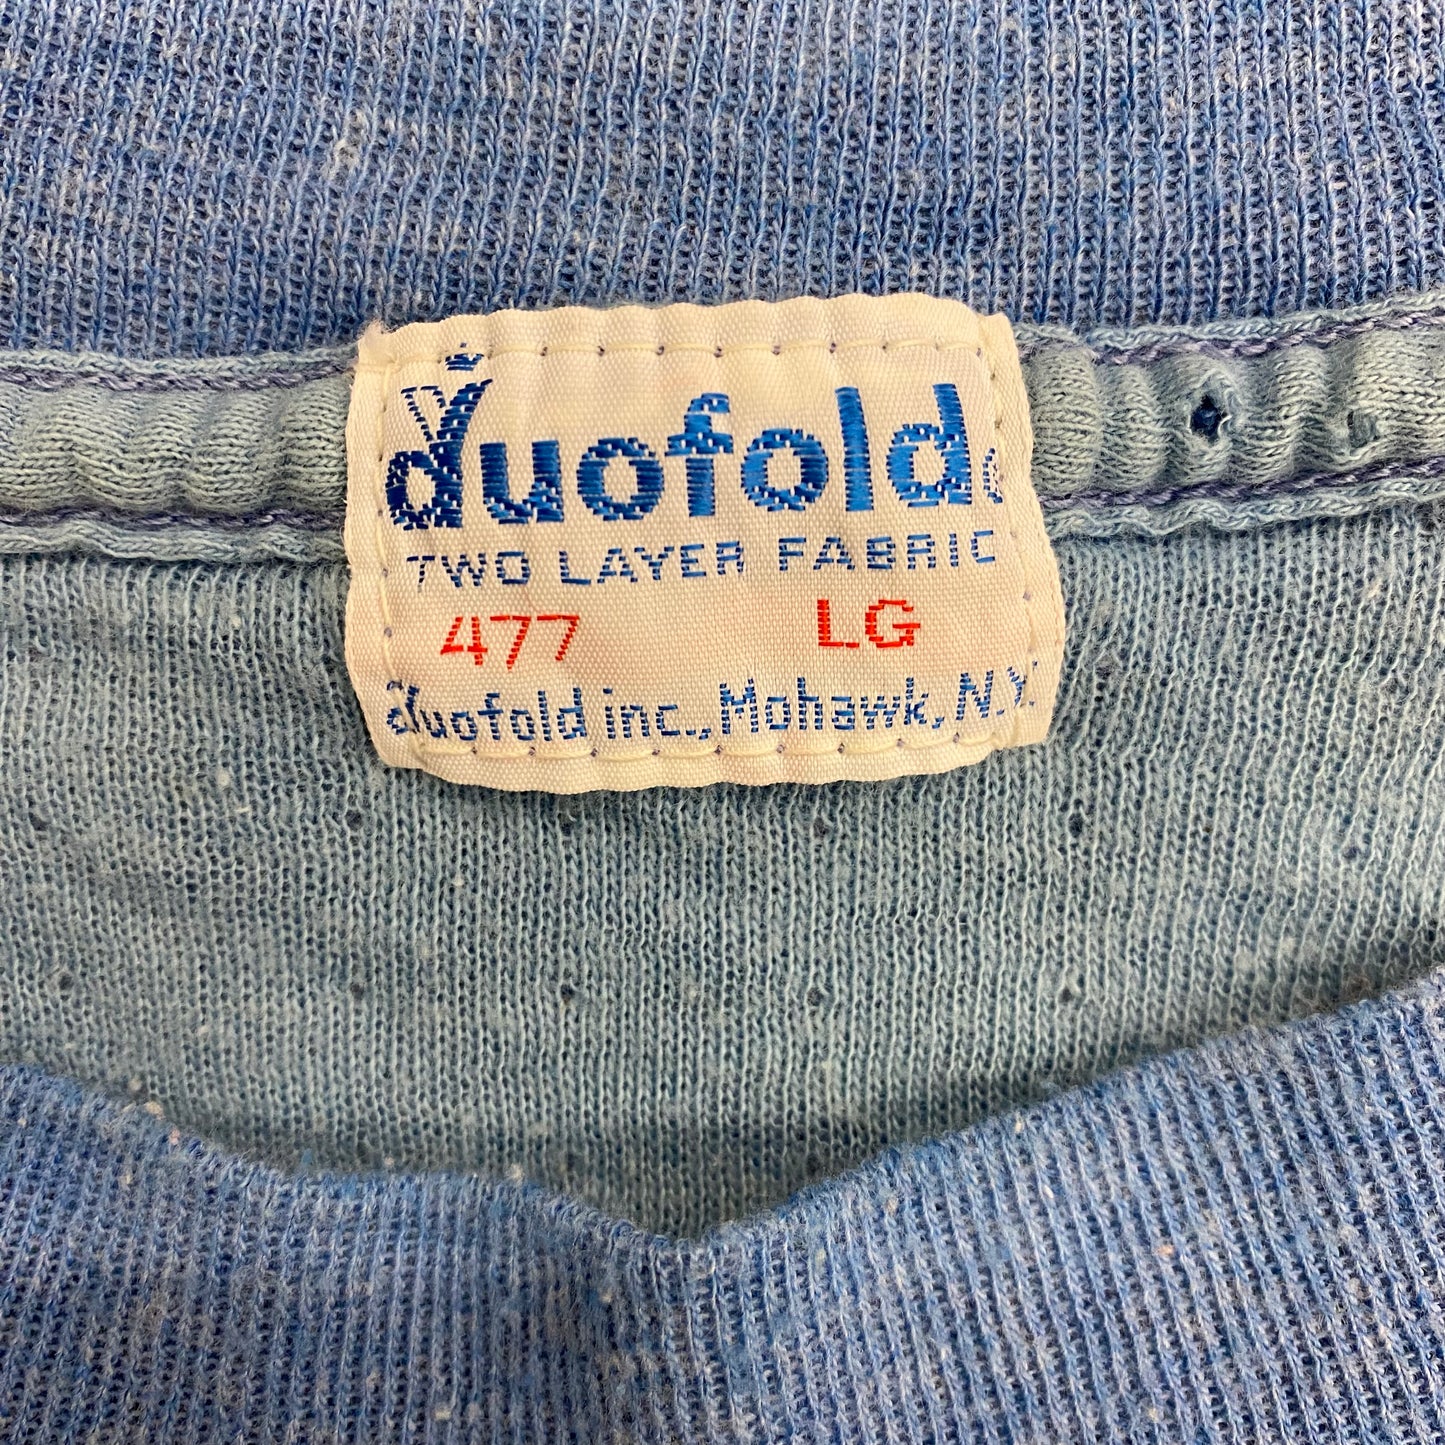 duofold®
TWO LAYER FABRIC
477 LG
duofold inc., Mohawk, N.Y.